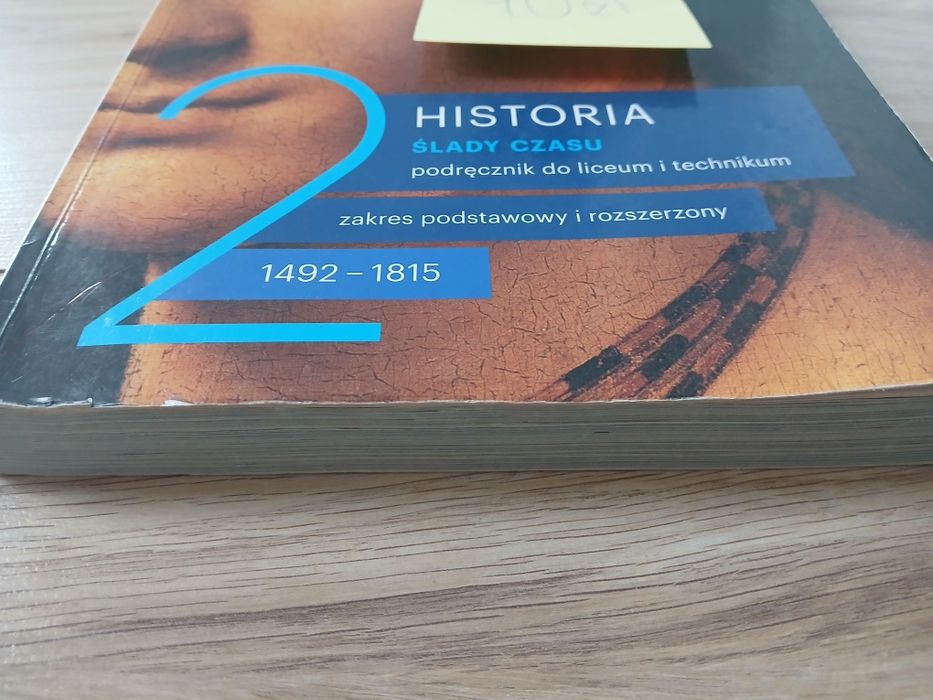 2
HISTORIA
ŚLADY CZASU
podręcznik do liceum i technikum
zakres podstawowy i rozszerzony
1492 – 1815